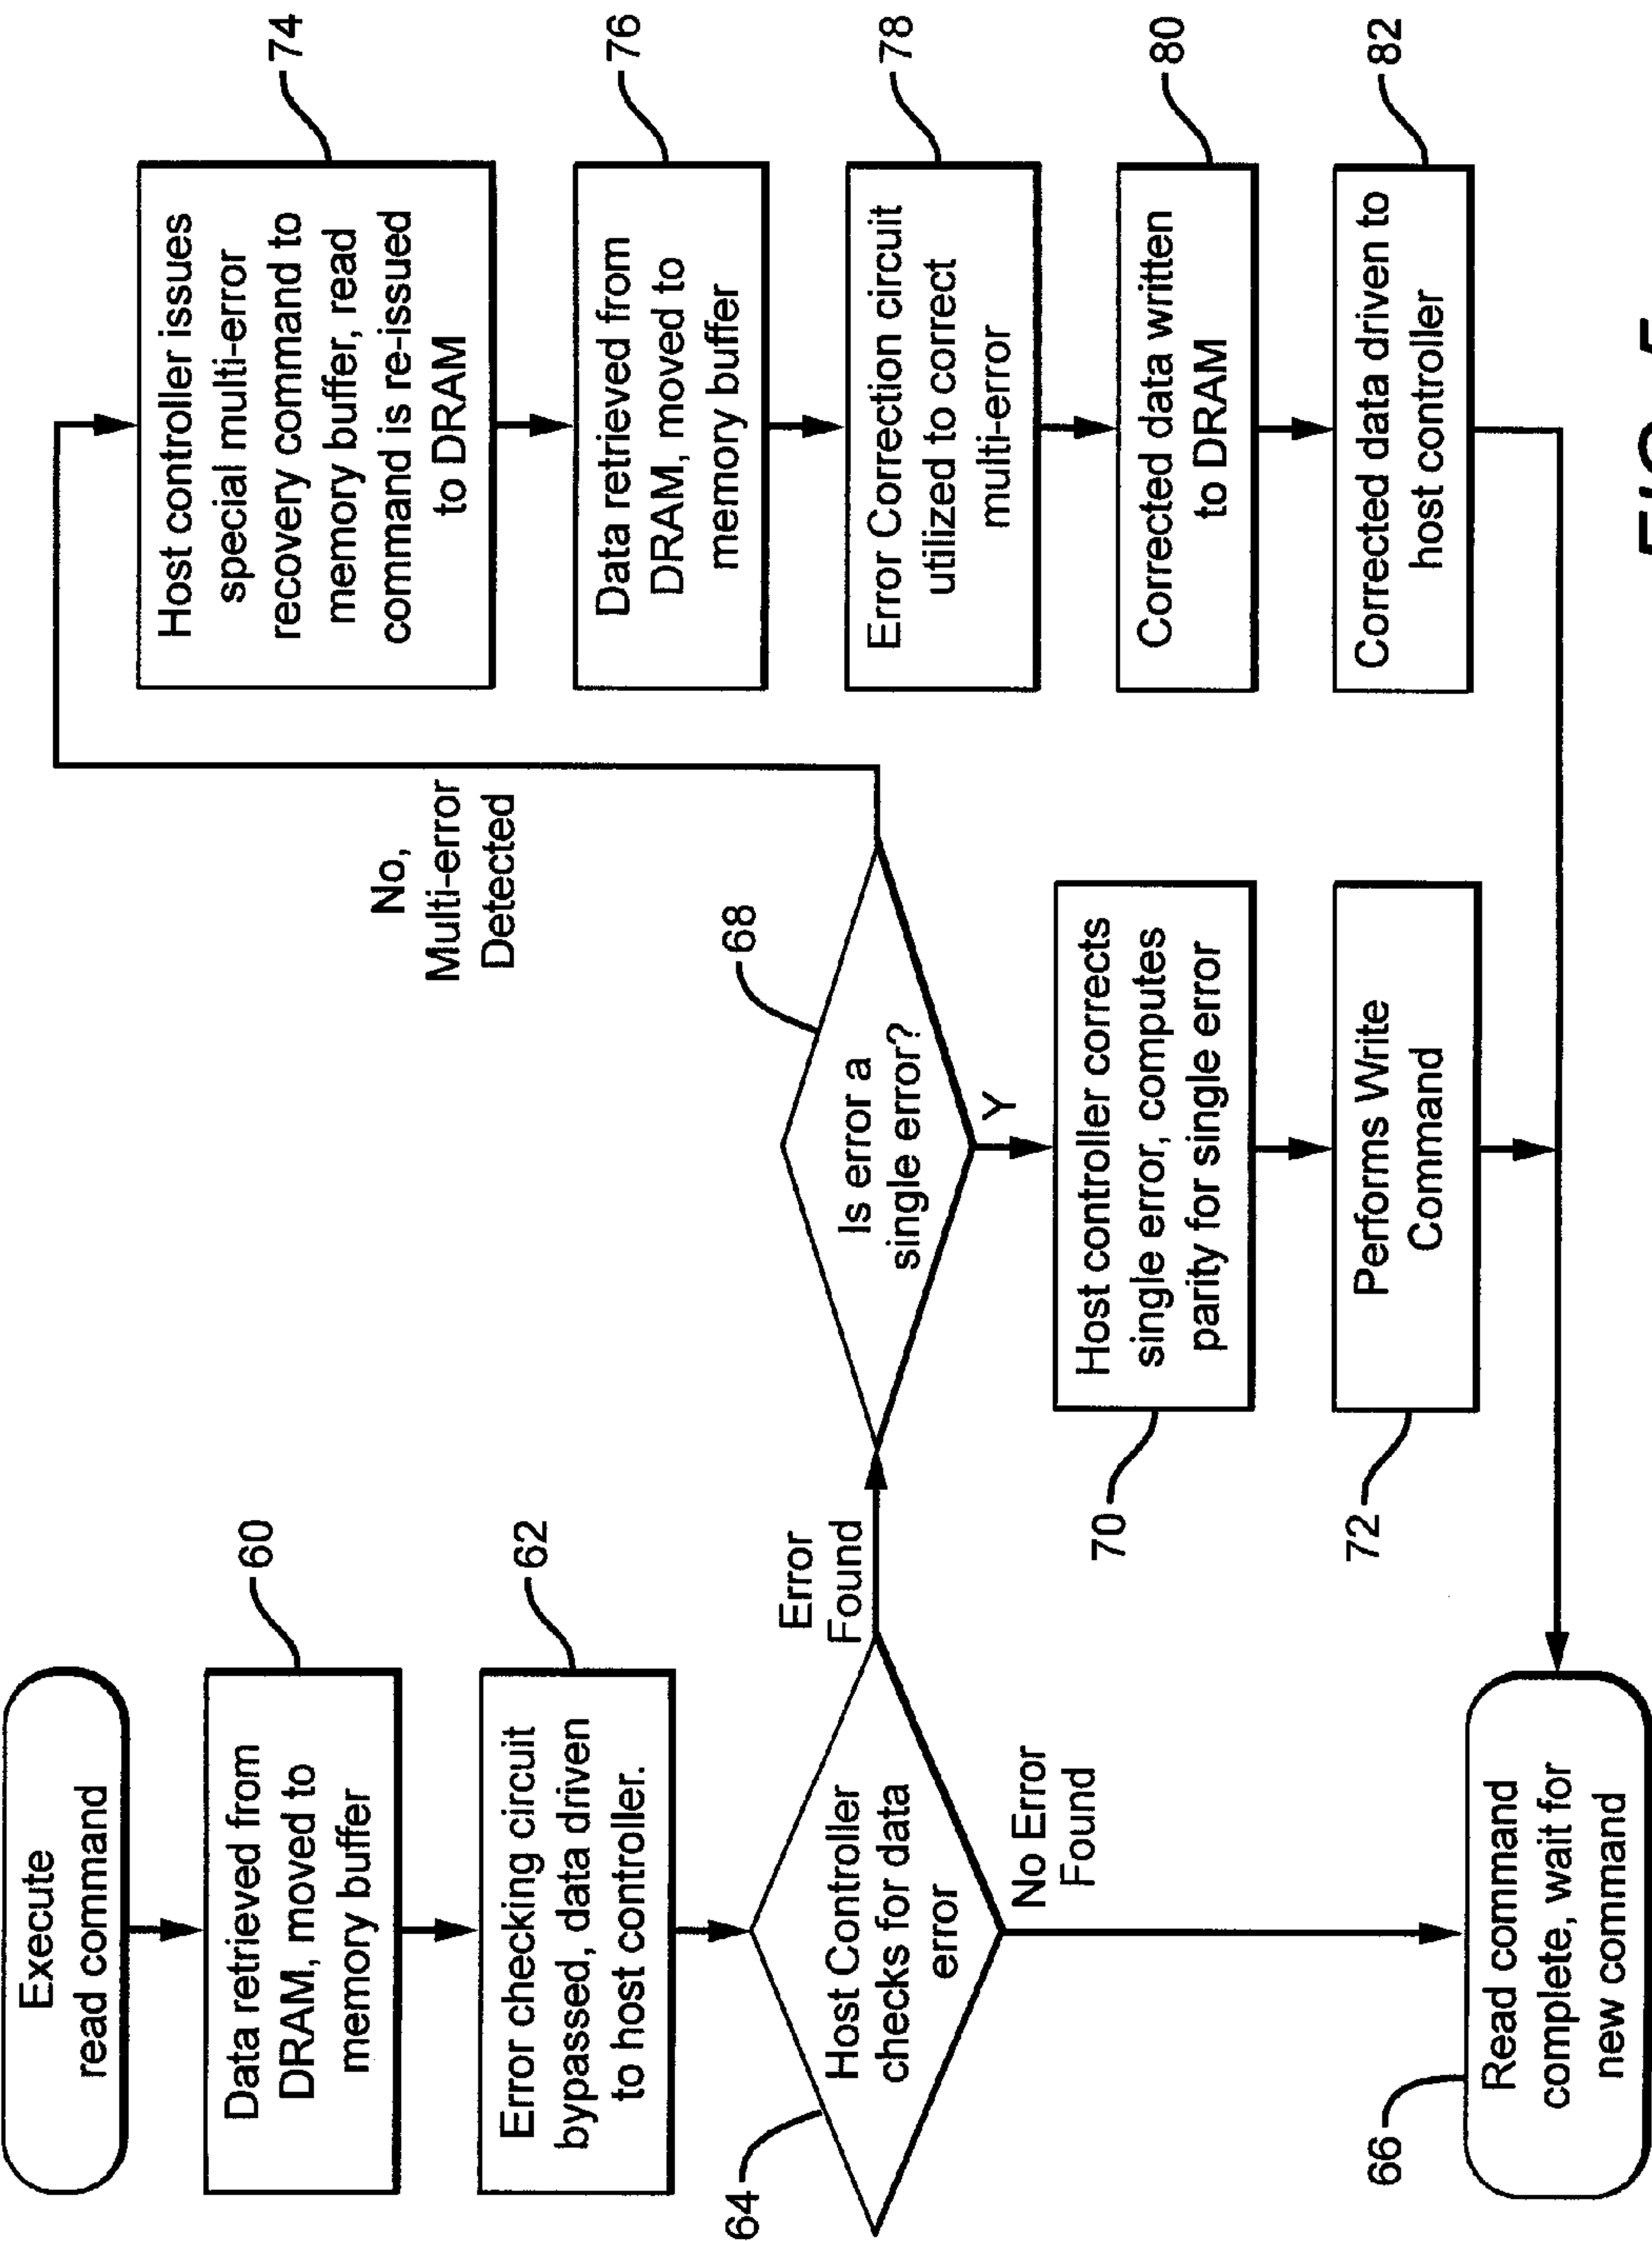 Execute
read command
Data retrieved from
DRAM, moved to
memory buffer
60
Error checking circuit
bypassed, data driven
to host controller.
62
Host Controller
checks for data
error
64
Error
Found
No Error
Found
Read command
complete, wait for
new command
66
Is error a
single error?
68
Y
Host controller corrects
single error, computes
parity for single error
70
Performs Write
Command
72
No,
Multi-error
Detected
Host controller issues
special multi-error
recovery command to
memory buffer, read
command is re-issued
to DRAM
74
Data retrieved from
DRAM, moved to
memory buffer
76
Error Correction circuit
utilized to correct
multi-error
78
Corrected data written
to DRAM
80
Corrected data driven to
host controller
82